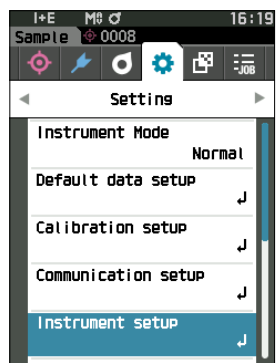 I+E M0 16:19
Sample 0008
JOB
Setting
Instrument Mode
Normal
Default data setup
Calibration setup
Communication setup
Instrument setup